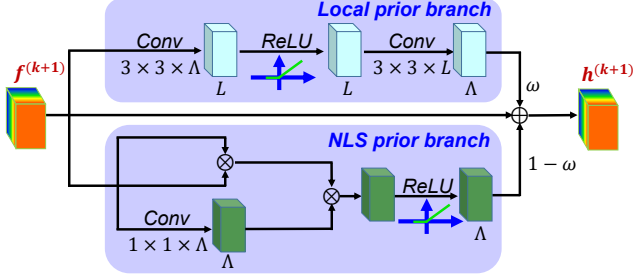 Local prior branch
f^(k+1)
Conv
3 × 3 × Λ
L
ReLU
L
Conv
3 × 3 × L
Λ
ω
h^(k+1)
NLS prior branch
1 − ω
Conv
1 × 1 × Λ
Λ
ReLU
Λ